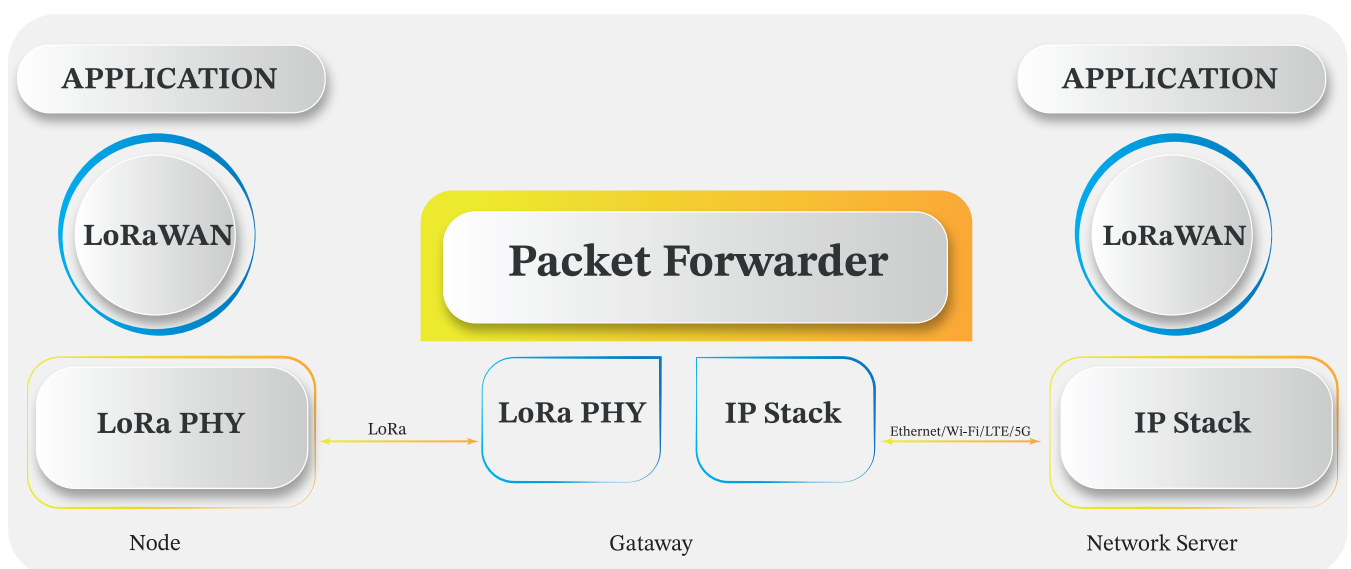 APPLICATION
APPLICATION
LoRaWAN
LoRaWAN
Packet Forwarder
LoRa PHY
LoRa
LoRa PHY
IP Stack
Ethernet/Wi-Fi/LTE/5G
IP Stack
Node
Gataway
Network Server